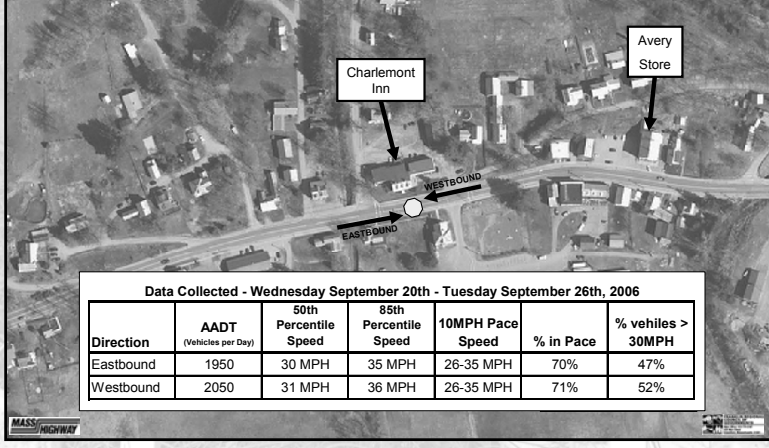 Avery
Store
Charlemont
Inn
WESTBOUND
EASTBOUND
Data Collected - Wednesday September 20th - Tuesday September 26th, 2006
Direction AADT (Vehicles per Day) 50th Percentile Speed 85th Percentile Speed 10MPH Pace Speed % in Pace % vehiles > 30MPH
Eastbound 1950 30 MPH 35 MPH 26-35 MPH 70% 47%
Westbound 2050 31 MPH 36 MPH 26-35 MPH 71% 52%
MASS HIGHWAY